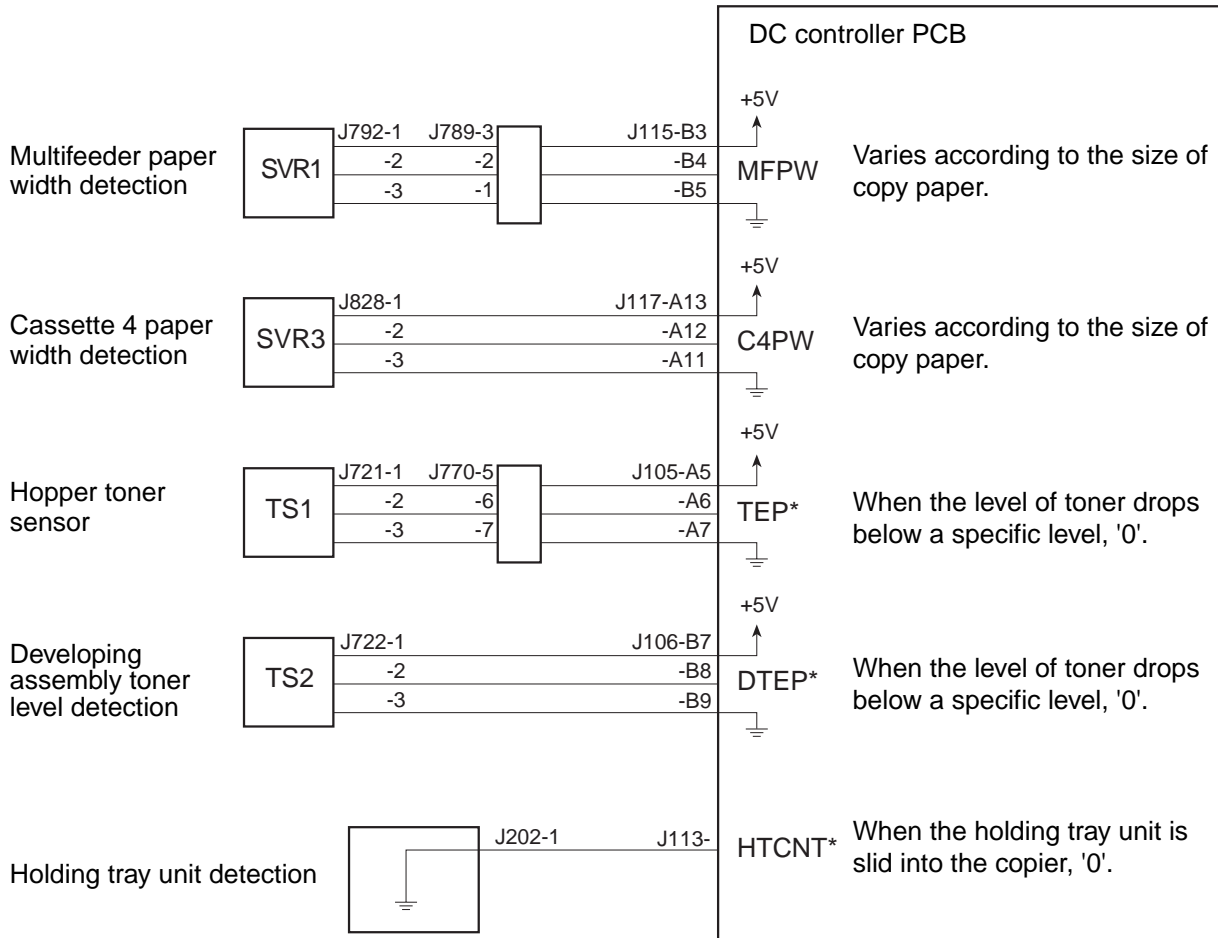 DC controller PCB
+5V
J792-1 J789-3 J115-B3
Multifeeder paper
width detection
SVR1
-2 -2 -B4
-3 -1 -B5
MFPW
Varies according to the size of
copy paper.
+5V
J828-1 J117-A13
Cassette 4 paper
width detection
SVR3
-2 -A12
-3 -A11
C4PW
Varies according to the size of
copy paper.
+5V
J721-1 J770-5 J105-A5
Hopper toner
sensor
TS1
-2 -6 -A6
-3 -7 -A7
TEP*
When the level of toner drops
below a specific level, '0'.
+5V
J722-1 J106-B7
Developing
assembly toner
level detection
TS2
-2 -B8
-3 -B9
DTEP*
When the level of toner drops
below a specific level, '0'.
Holding tray unit detection
J202-1 J113-
HTCNT*
When the holding tray unit is
slid into the copier, '0'.